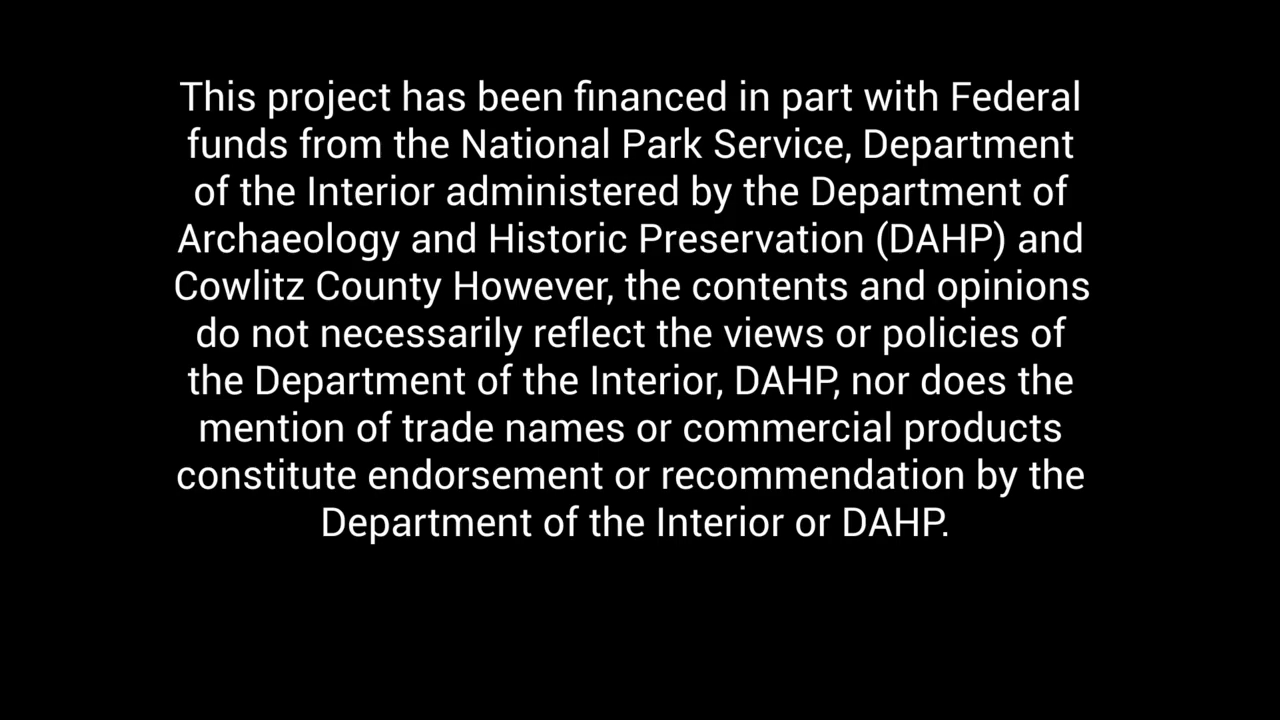 This project has been financed in part with Federal
funds from the National Park Service, Department
of the Interior administered by the Department of
Archaeology and Historic Preservation (DAHP) and
Cowlitz County However, the contents and opinions
do not necessarily reflect the views or policies of
the Department of the Interior, DAHP, nor does the
mention of trade names or commercial products
constitute endorsement or recommendation by the
Department of the Interior or DAHP.